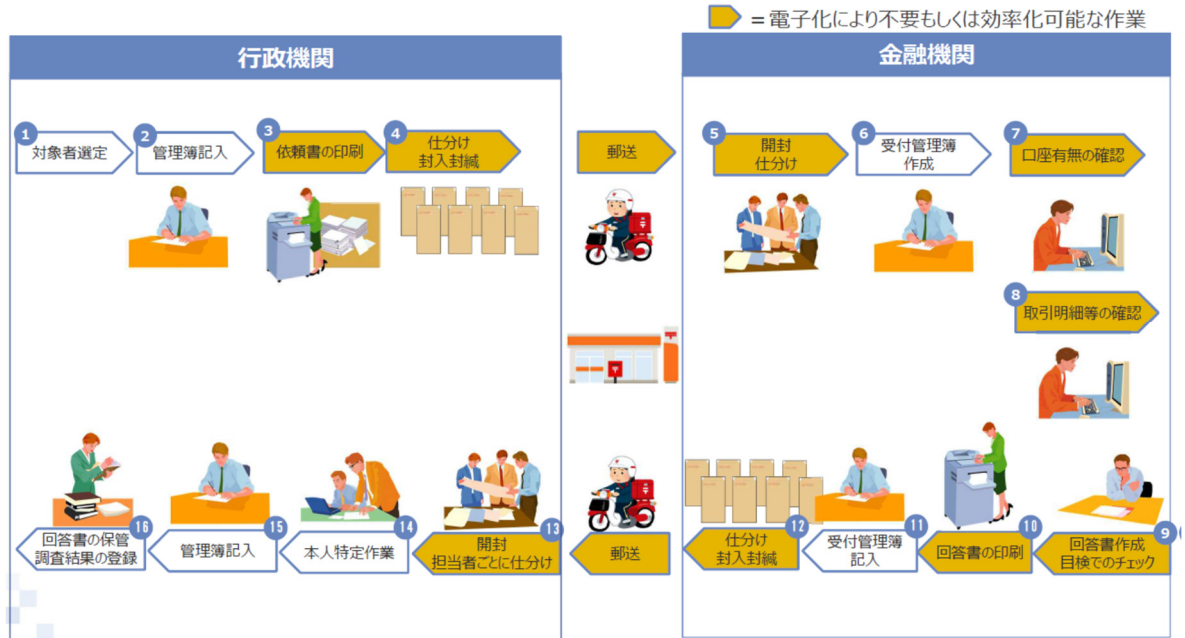 ＝電子化により不要もしくは効率化可能な作業
行政機関
金融機関
1
対象者選定
2
管理簿記入
3
依頼書の印刷
4
仕分け
封入封緘
郵送
5
開封
仕分け
6
受付管理簿
作成
7
口座有無の確認
8
取引明細等の確認
9
回答書作成
目検でのチェック
10
回答書の印刷
11
受付管理簿
記入
12
仕分け
封入封緘
郵送
13
開封
担当者ごとに仕分け
14
本人特定作業
15
管理簿記入
16
回答書の保管
調査結果の登録